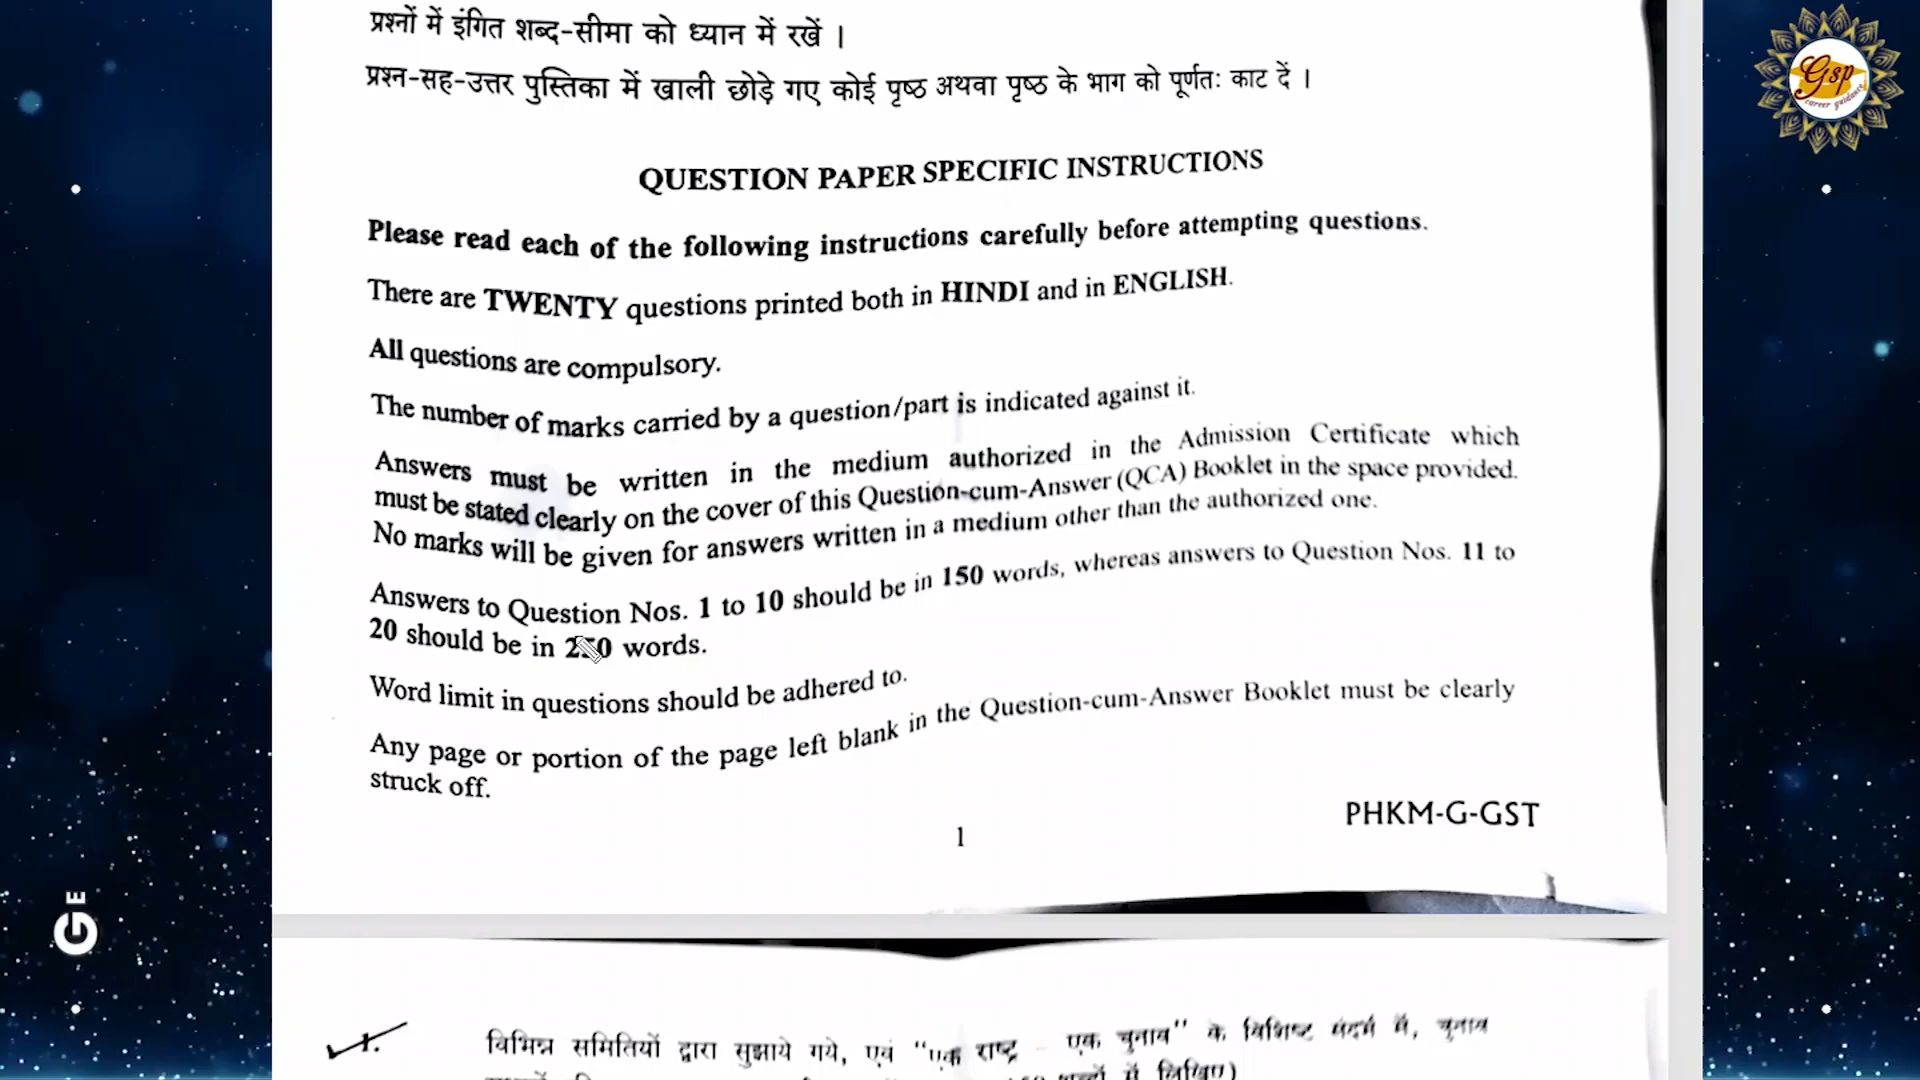 प्रश्नों में इंगित शब्द-सीमा को ध्यान में रखें ।
प्रश्न-सह-उत्तर पुस्तिका में खाली छोड़े गए कोई पृष्ठ अथवा पृष्ठ के भाग को पूर्णतः काट दें ।
Gsp
career guidance
QUESTION PAPER SPECIFIC INSTRUCTIONS
Please read each of the following instructions carefully before attempting questions.
There are TWENTY questions printed both in HINDI and in ENGLISH.
All questions are compulsory.
The number of marks carried by a question/part is indicated against it.
Answers must be written in the medium authorized in the Admission Certificate which
must be stated clearly on the cover of this Question-cum-Answer (QCA) Booklet in the space provided.
No marks will be given for answers written in a medium other than the authorized one.
Answers to Question Nos. 1 to 10 should be in 150 words, whereas answers to Question Nos. 11 to
20 should be in 250 words.
Word limit in questions should be adhered to.
Any page or portion of the page left blank in the Question-cum-Answer Booklet must be clearly
struck off.
PHKM-G-GST
1
G E
1. विभिन्न समितियों द्वारा सुझाये गये, एवं "एक राष्ट्र – एक चुनाव" के विशिष्ट संदर्भ में, चुनाव
शब्दों में लिखिए)